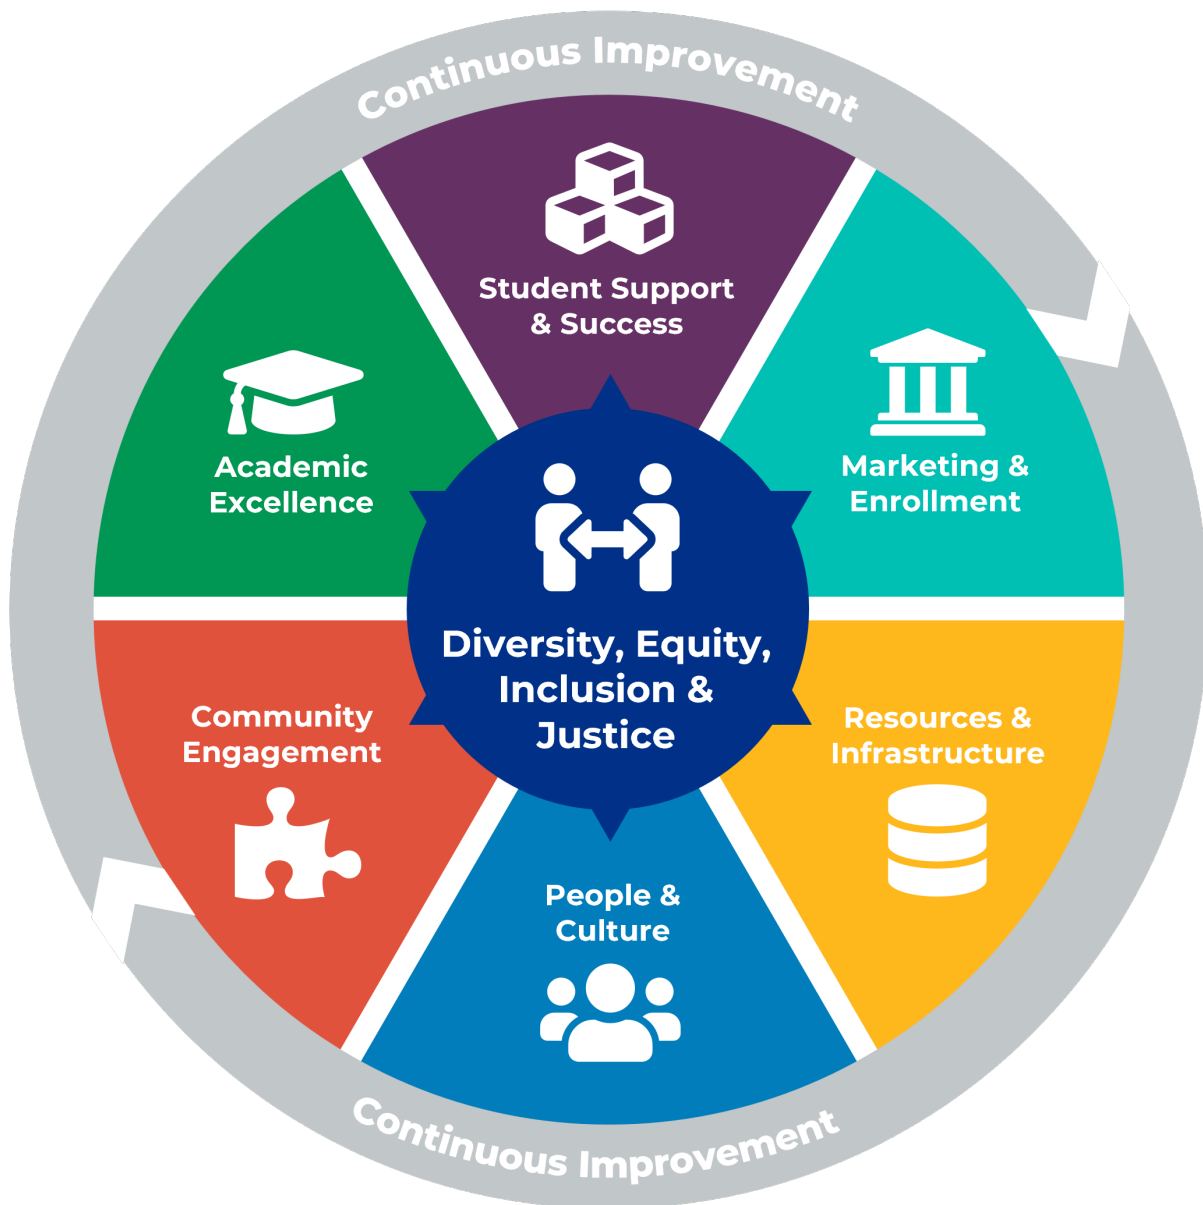 Continuous Improvement
Student Support
& Success
Academic
Excellence
Marketing &
Enrollment
Diversity, Equity,
Inclusion &
Justice
Community
Engagement
Resources &
Infrastructure
People &
Culture
Continuous Improvement